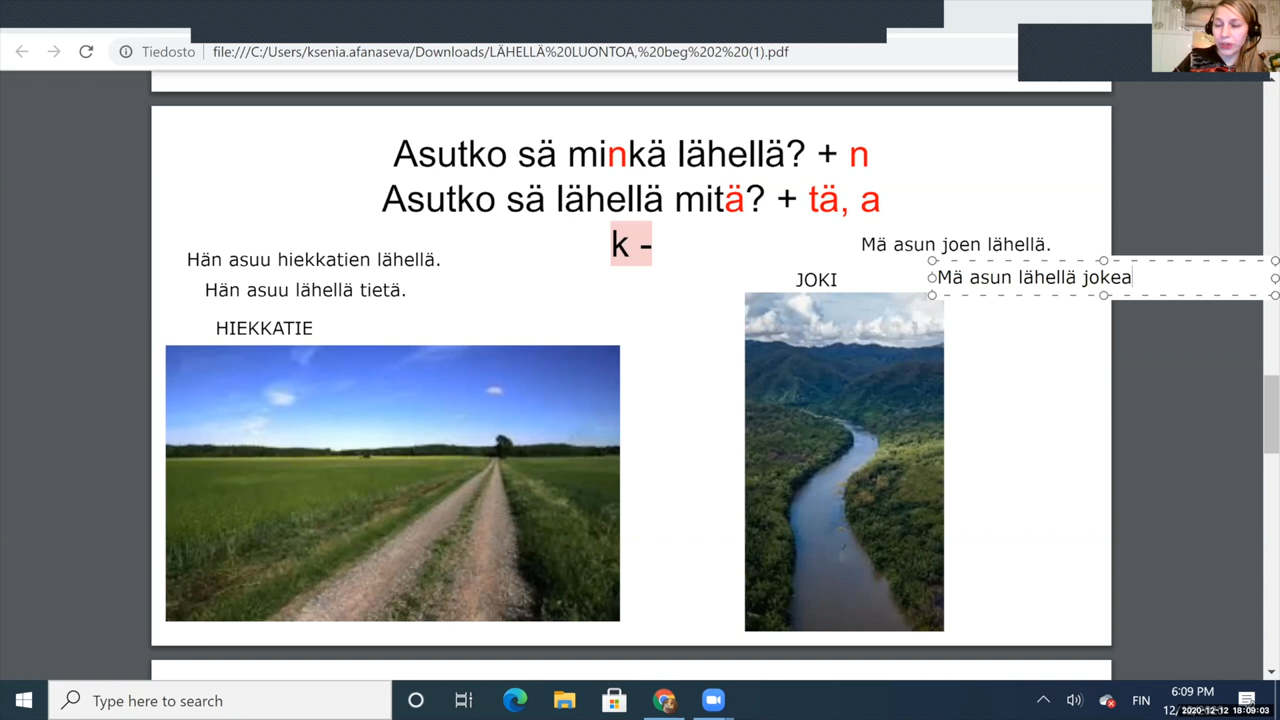 Tiedosto
file:///C:/Users/ksenia.afanaseva/Downloads/LÄHELLÄ%20LUONTOA,%20beg%202%20(1).pdf
Asutko sä minkä lähellä? + n
Asutko sä lähellä mitä? + tä, a
k -
Hän asuu hiekkatien lähellä.
Hän asuu lähellä tietä.
HIEKKATIE
Mä asun joen lähellä.
Mä asun lähellä jokea
JOKI
Type here to search
FIN
6:09 PM
2020-12-12 18:09:03